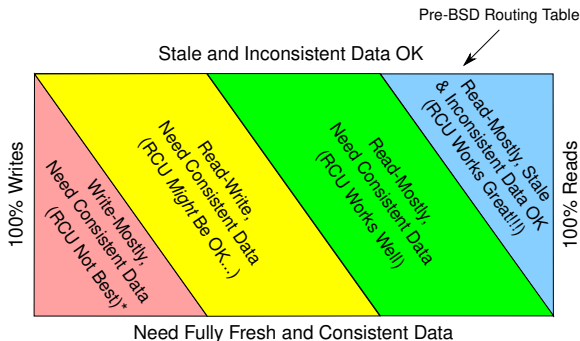 Pre-BSD Routing Table
Stale and Inconsistent Data OK
100% Writes
Write-Mostly,
Need Consistent Data
(RCU Not Best)*
Read-Write,
Need Consistent Data
(RCU Might Be OK...)
Read-Mostly,
Need Consistent Data
(RCU Works Well)
Read-Mostly, Stale
& Inconsistent Data OK
(RCU Works Great!!!)
100% Reads
Need Fully Fresh and Consistent Data